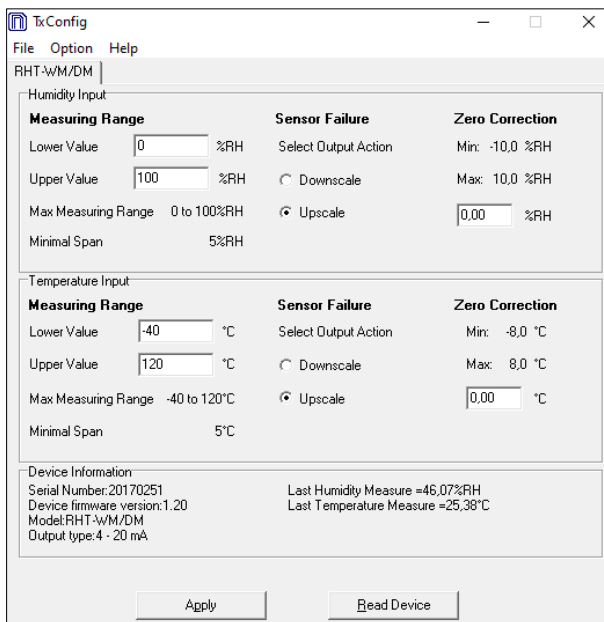 TxConfig
File Option Help
RHT-WM/DM
Humidity Input
Measuring Range Sensor Failure Zero Correction
Lower Value 0 %RH Select Output Action Min: -10,0 %RH
Upper Value 100 %RH Downscale Max: 10,0 %RH
Max Measuring Range 0 to 100%RH Upscale 0,00 %RH
Minimal Span 5%RH
Temperature Input
Measuring Range Sensor Failure Zero Correction
Lower Value -40 °C Select Output Action Min: -8,0 °C
Upper Value 120 °C Downscale Max: 8,0 °C
Max Measuring Range -40 to 120°C Upscale 0,00 °C
Minimal Span 5°C
Device Information
Serial Number:20170251 Last Humidity Measure =46,07%RH
Device firmware version:1.20 Last Temperature Measure =25,38°C
Model:RHT-WM/DM
Output type:4 - 20 mA
Apply Read Device